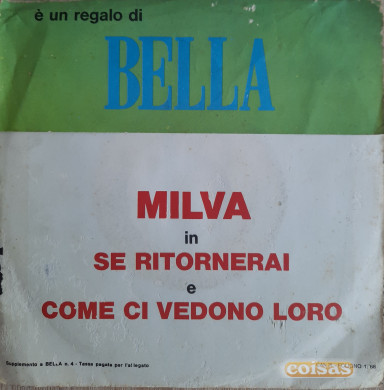 è un regalo di
BELLA
MILVA
in
SE RITORNERAI
e
COME CI VEDONO LORO
Supplemento a BELLA n. 4 - Tassa pagata per l'allegato
coisas